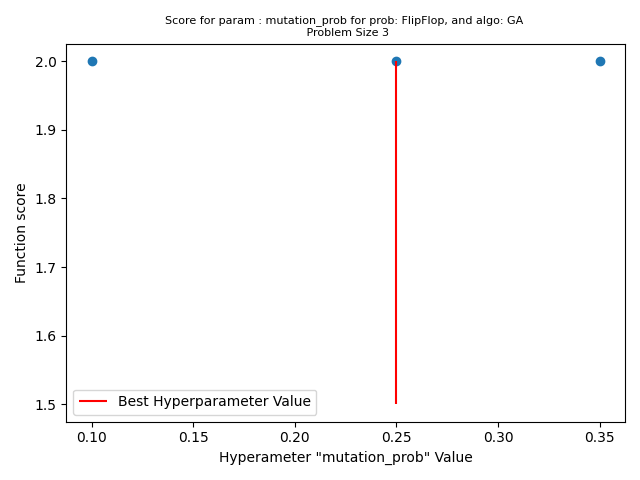 Score for param : mutation_prob for prob: FlipFlop, and algo: GA
Problem Size 3
2.0
1.9
1.8
1.7
1.6
1.5
Function score
Best Hyperparameter Value
0.10 0.15 0.20 0.25 0.30 0.35
Hyperameter "mutation_prob" Value